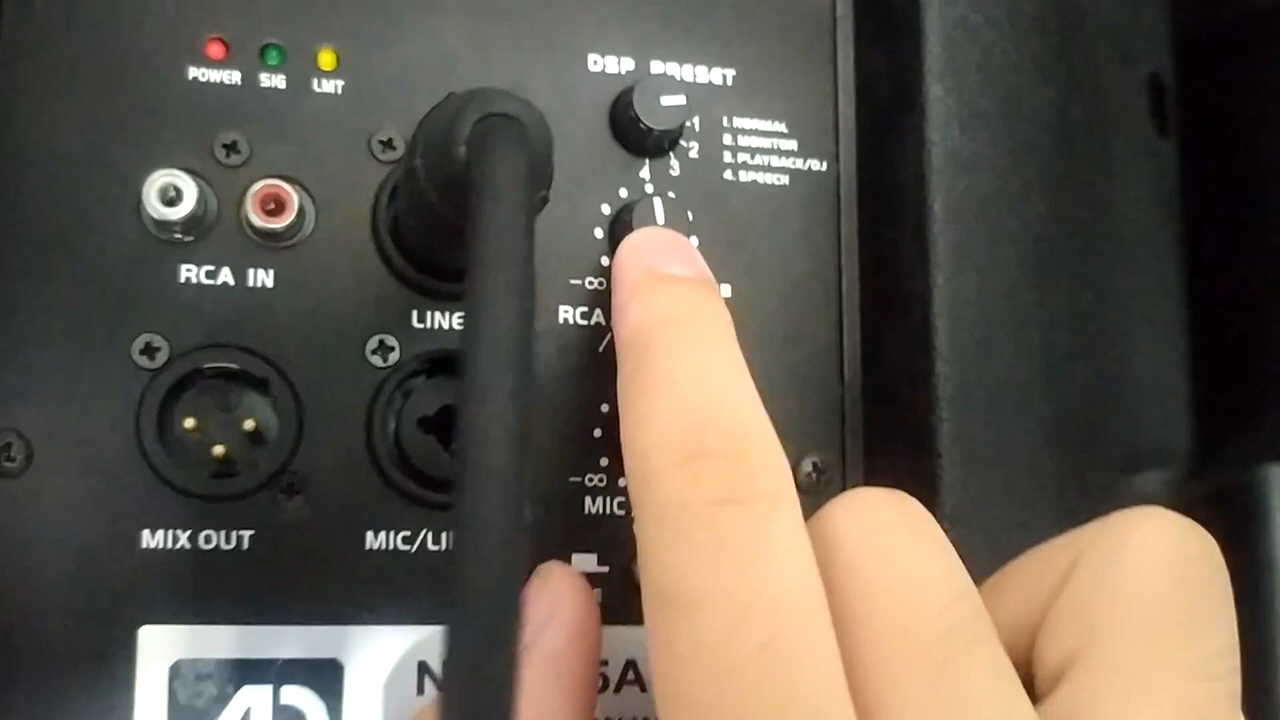 POWER SIG LMT
DSP PRESET
1
2
3
4
1. NORMAL
2. MONITOR
3. PLAYBACK/DJ
4. SPEECH
-∞
RCA IN
LINE
RCA
/
-∞
MIC
MIX OUT
MIC/LI
5A